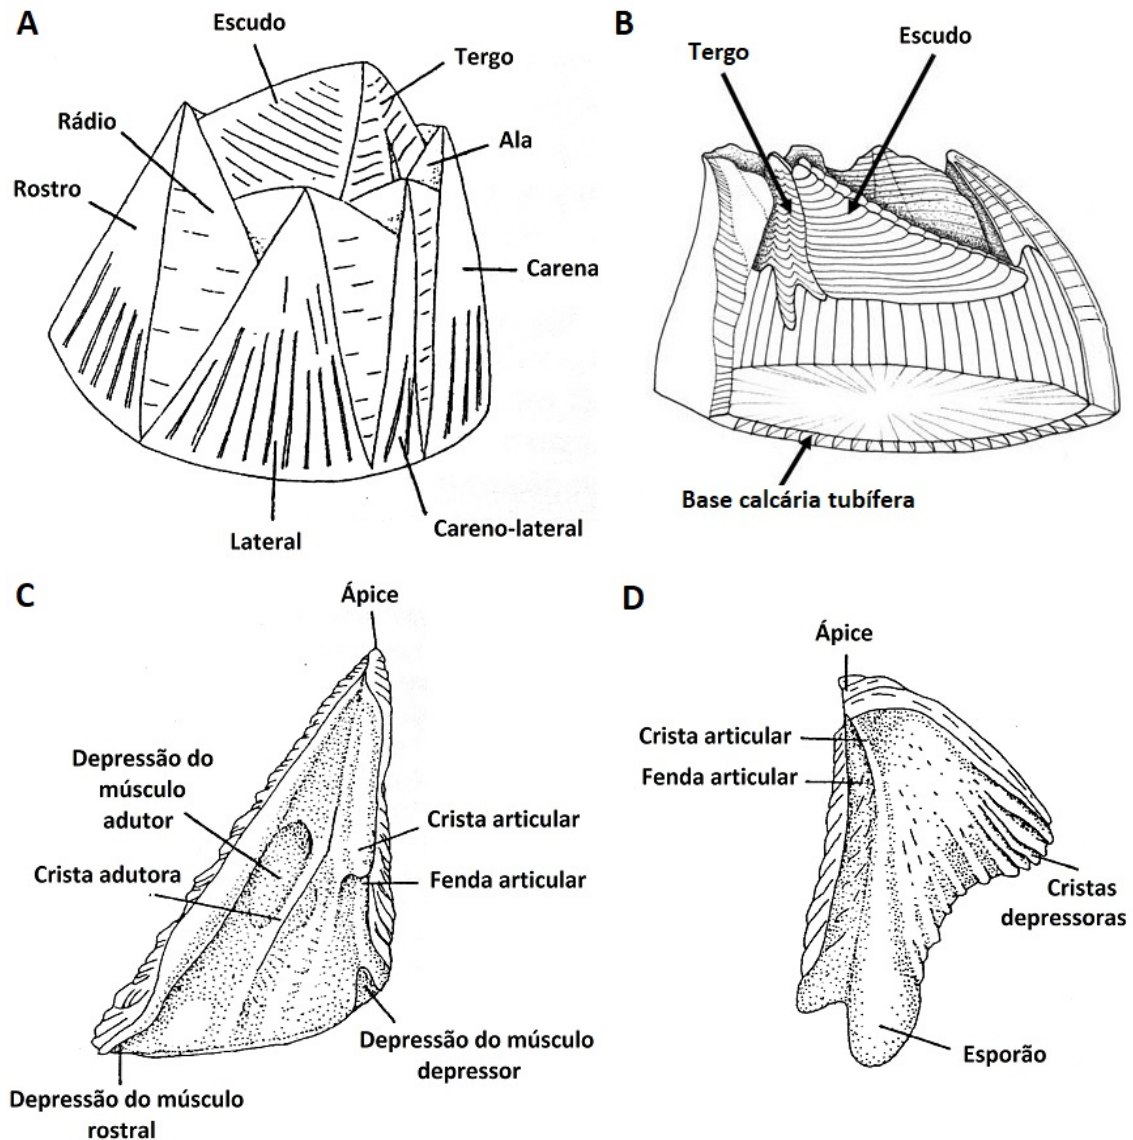 A
Escudo
Tergo
Rádio
Ala
Rostro
Carena
Lateral
Careno-lateral
B
Tergo
Escudo
Base calcária tubífera
C
Ápice
Depressão do
músculo
adutor
Crista articular
Crista adutora
Fenda articular
Depressão do músculo
depressor
Depressão do músculo
rostral
D
Ápice
Crista articular
Fenda articular
Cristas
depressoras
Esporão